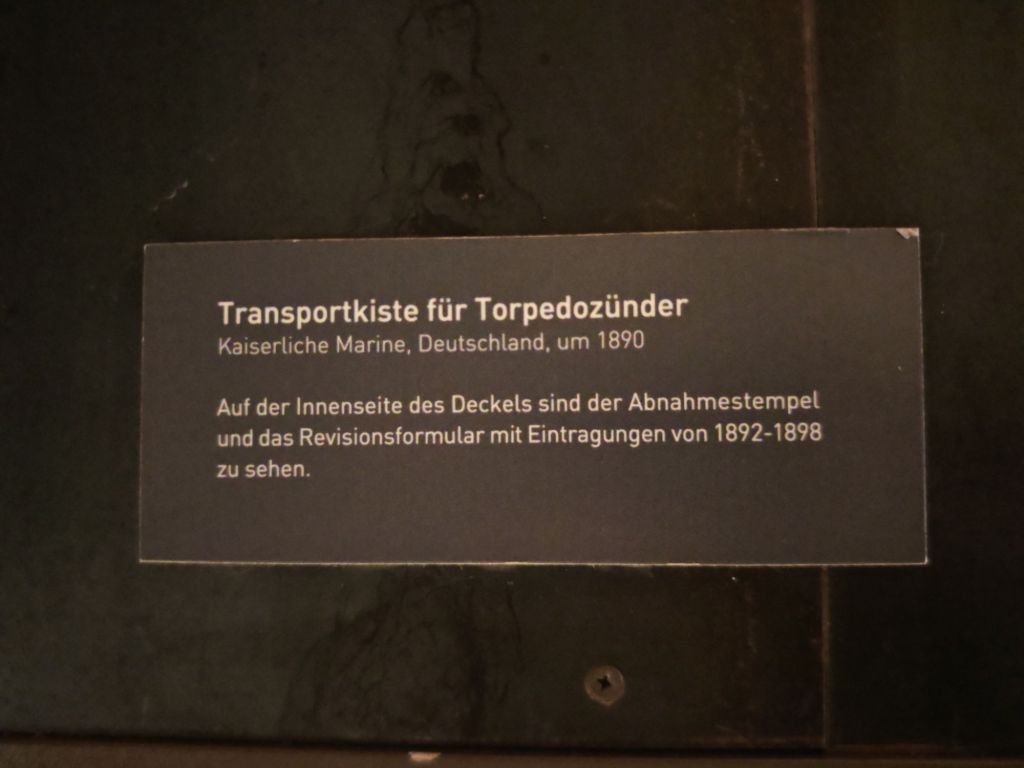 Transportkiste für Torpedozünder
Kaiserliche Marine, Deutschland, um 1890
Auf der Innenseite des Deckels sind der Abnahmestempel
und das Revisionsformular mit Eintragungen von 1892-1898
zu sehen.